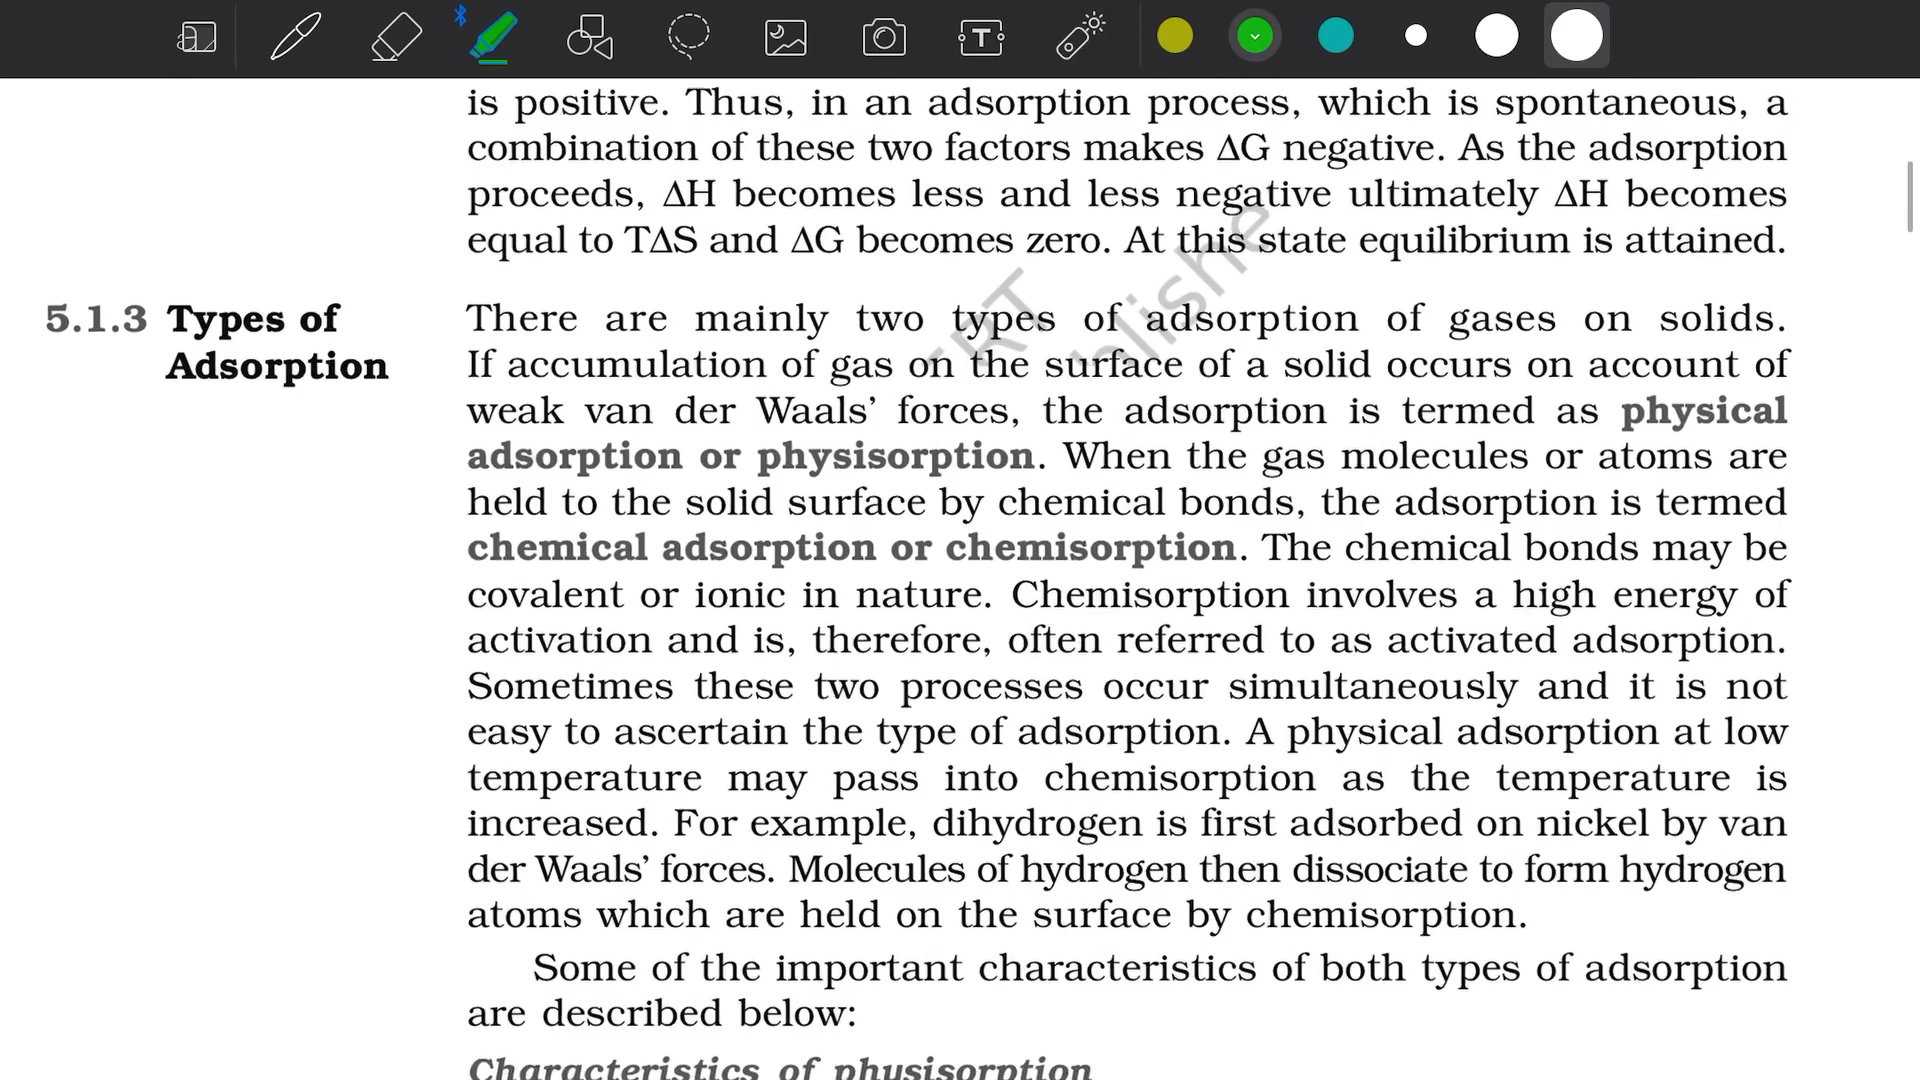 is positive. Thus, in an adsorption process, which is spontaneous, a
combination of these two factors makes ΔG negative. As the adsorption
proceeds, ΔH becomes less and less negative ultimately ΔH becomes
equal to TΔS and ΔG becomes zero. At this state equilibrium is attained.
5.1.3 Types of
Adsorption
There are mainly two types of adsorption of gases on solids.
If accumulation of gas on the surface of a solid occurs on account of
weak van der Waals’ forces, the adsorption is termed as physical
adsorption or physisorption. When the gas molecules or atoms are
held to the solid surface by chemical bonds, the adsorption is termed
chemical adsorption or chemisorption. The chemical bonds may be
covalent or ionic in nature. Chemisorption involves a high energy of
activation and is, therefore, often referred to as activated adsorption.
Sometimes these two processes occur simultaneously and it is not
easy to ascertain the type of adsorption. A physical adsorption at low
temperature may pass into chemisorption as the temperature is
increased. For example, dihydrogen is first adsorbed on nickel by van
der Waals’ forces. Molecules of hydrogen then dissociate to form hydrogen
atoms which are held on the surface by chemisorption.
Some of the important characteristics of both types of adsorption
are described below:
Characteristics of physisorption